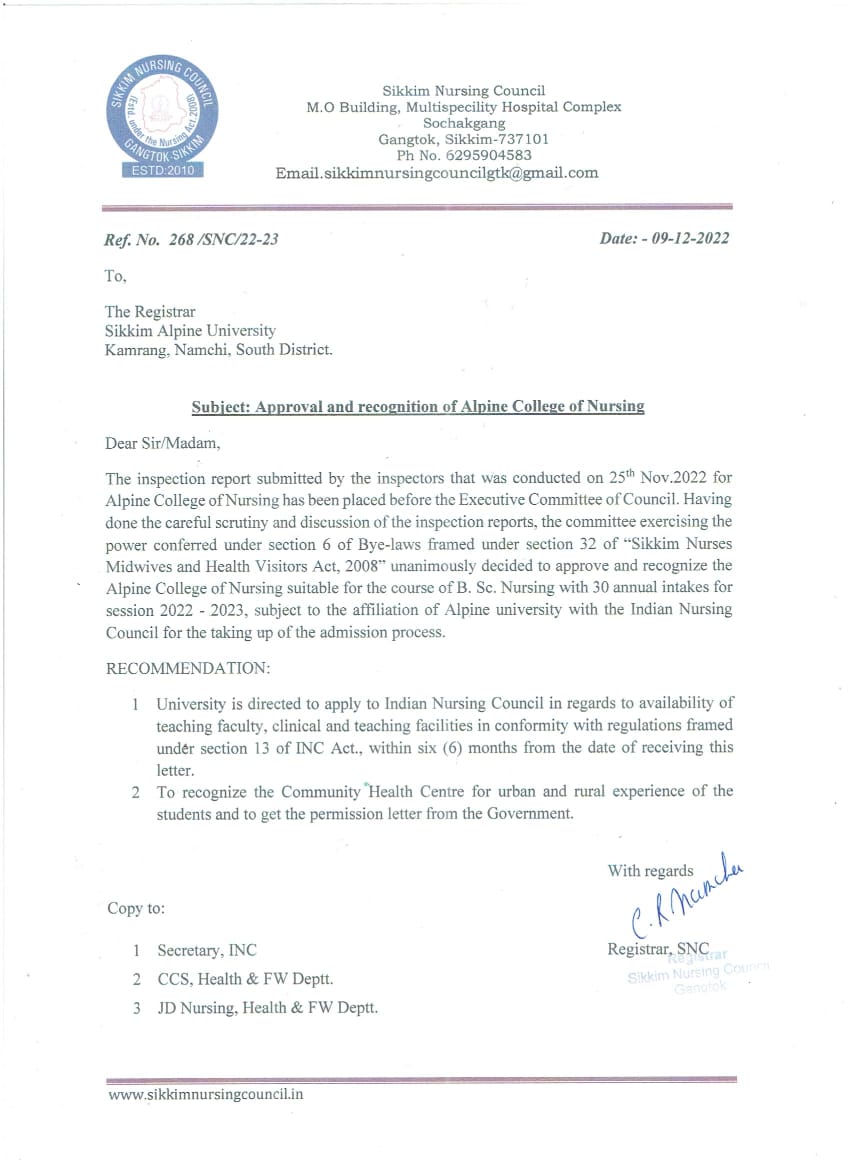 SIKKIM NURSING COUNCIL
(Estd. under the Nursing Act.2008)
GANGTOK-SIKKIM
ESTD:2010
Sikkim Nursing Council
M.O Building, Multispecility Hospital Complex
Sochakgang
Gangtok, Sikkim-737101
Ph No. 6295904583
Email.sikkimnursingcouncilgtk@gmail.com
Ref. No. 268 /SNC/22-23 Date: - 09-12-2022
To,
The Registrar
Sikkim Alpine University
Kamrang, Namchi, South District.
Subject: Approval and recognition of Alpine College of Nursing
Dear Sir/Madam,
The inspection report submitted by the inspectors that was conducted on 25th Nov.2022 for
Alpine College of Nursing has been placed before the Executive Committee of Council. Having
done the careful scrutiny and discussion of the inspection reports, the committee exercising the
power conferred under section 6 of Bye-laws framed under section 32 of “Sikkim Nurses
Midwives and Health Visitors Act, 2008” unanimously decided to approve and recognize the
Alpine College of Nursing suitable for the course of B. Sc. Nursing with 30 annual intakes for
session 2022 - 2023, subject to the affiliation of Alpine university with the Indian Nursing
Council for the taking up of the admission process.
RECOMMENDATION:
1 University is directed to apply to Indian Nursing Council in regards to availability of
teaching faculty, clinical and teaching facilities in conformity with regulations framed
under section 13 of INC Act., within six (6) months from the date of receiving this
letter.
2 To recognize the Community Health Centre for urban and rural experience of the
students and to get the permission letter from the Government.
With regards
Copy to:
1 Secretary, INC
Registrar, SNC
Registrar
Sikkim Nursing Council
Gangtok
2 CCS, Health & FW Deptt.
3 JD Nursing, Health & FW Deptt.
www.sikkimnursingcouncil.in